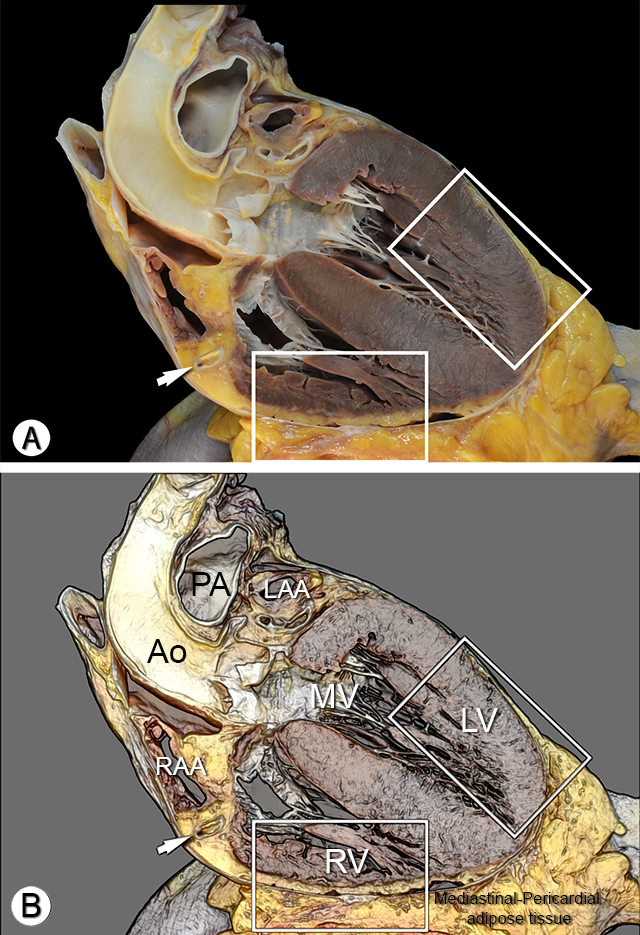 A
PA
LAA
Ao
MV
LV
RAA
RV
Mediastinal-Pericardial
adipose tissue
B